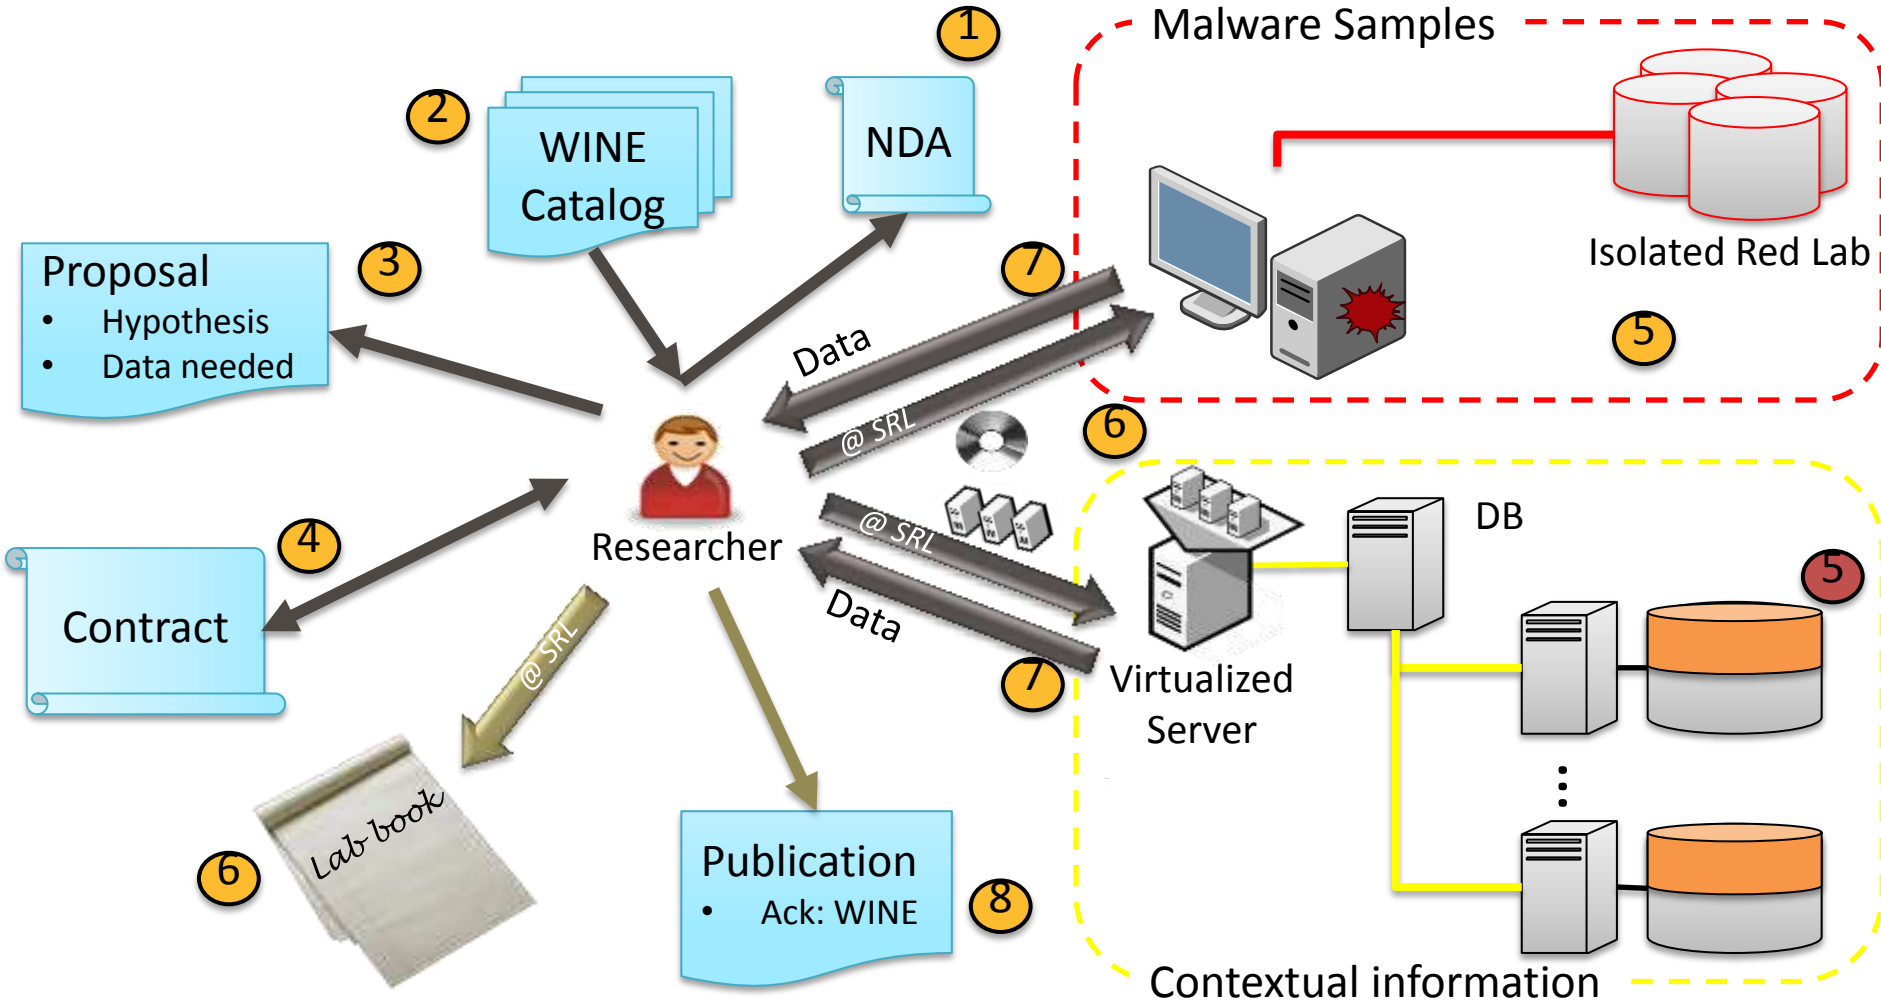 1
Malware Samples
2
WINE
Catalog
NDA
3
Proposal
• Hypothesis
• Data needed
7
Isolated Red Lab
5
Data
@ SRL
6
4
Researcher
@ SRL
DB
5
Contract
Data
@ SRL
7
Virtualized
Server
⋮
Lab book
6
Publication
• Ack: WINE
8
Contextual information